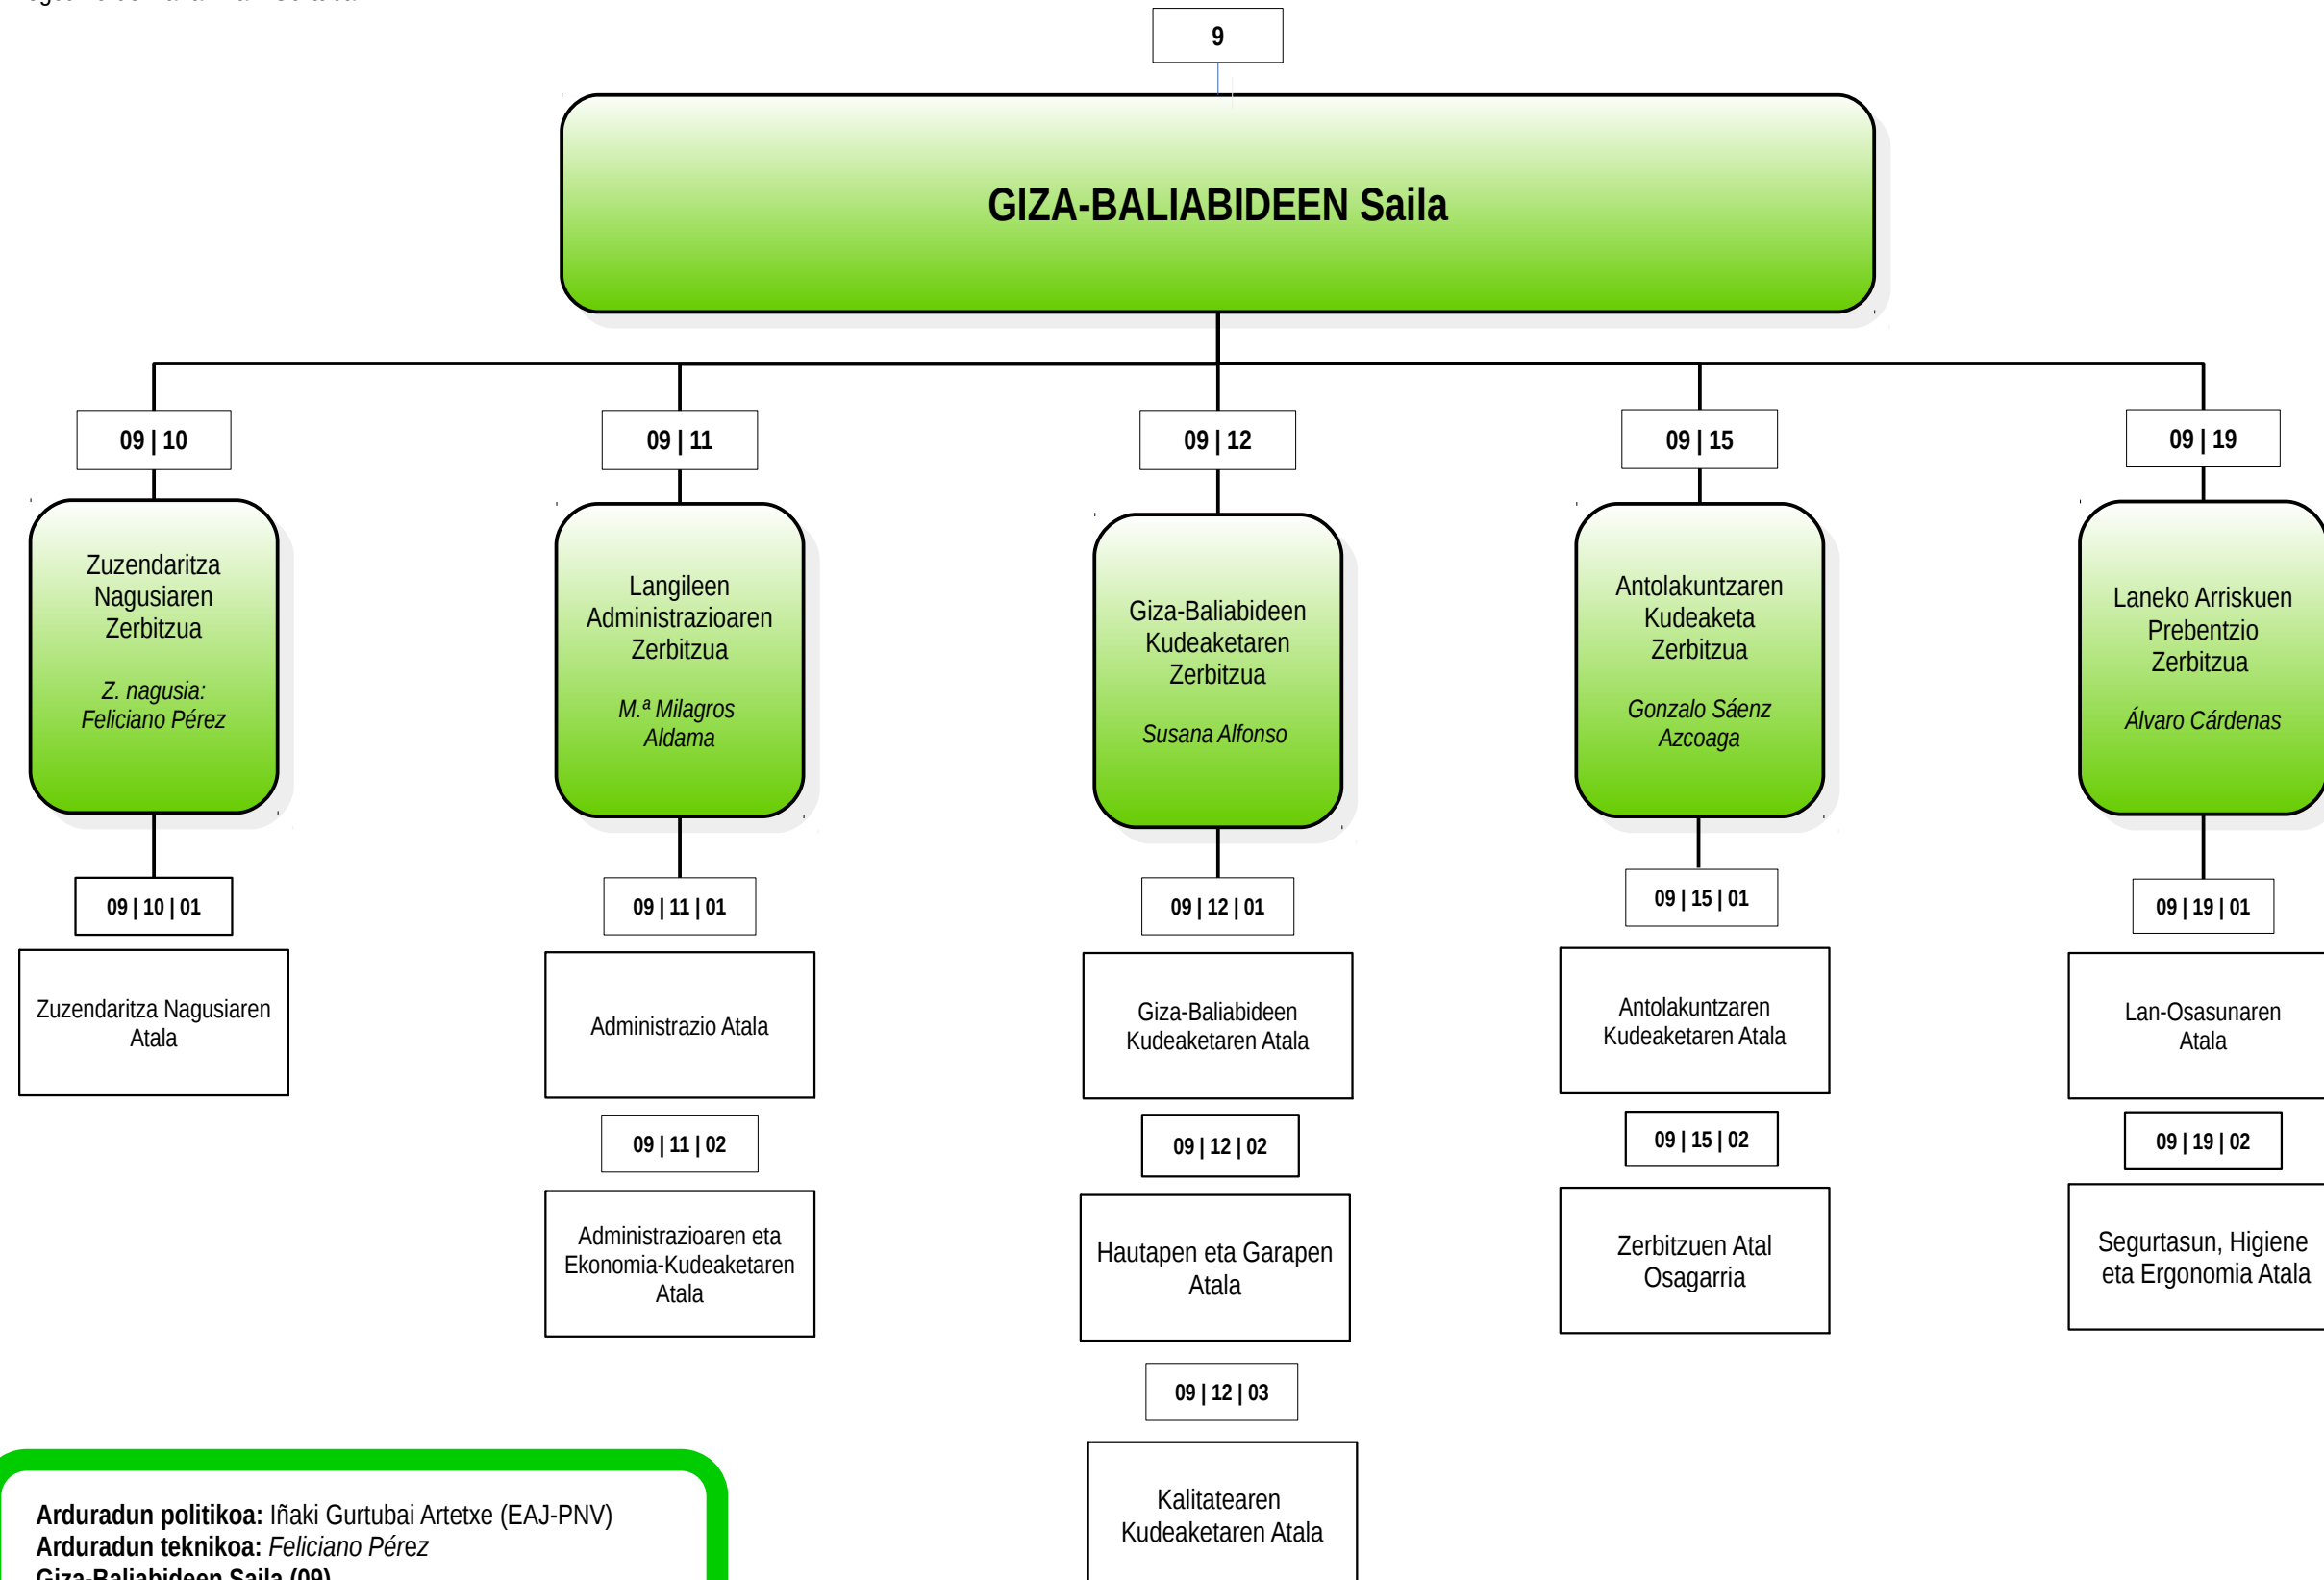 9
GIZA-BALIABIDEEN Saila
09 | 10
09 | 11
09 | 12
09 | 15
09 | 19
Zuzendaritza
Nagusiaren
Zerbitzua
Z. nagusia:
Feliciano Pérez
Langileen
Administrazioaren
Zerbitzua
M.ª Milagros
Aldama
Giza-Baliabideen
Kudeaketaren
Zerbitzua
Susana Alfonso
Antolakuntzaren
Kudeaketa
Zerbitzua
Gonzalo Sáenz
Azcoaga
Laneko Arriskuen
Prebentzio
Zerbitzua
Álvaro Cárdenas
09 | 10 | 01
09 | 11 | 01
09 | 12 | 01
09 | 15 | 01
09 | 19 | 01
Zuzendaritza Nagusiaren
Atala
Administrazio Atala
Giza-Baliabideen
Kudeaketaren Atala
Antolakuntzaren
Kudeaketaren Atala
Lan-Osasunaren
Atala
09 | 11 | 02
09 | 12 | 02
09 | 15 | 02
09 | 19 | 02
Administrazioaren eta
Ekonomia-Kudeaketaren
Atala
Hautapen eta Garapen
Atala
Zerbitzuen Atal
Osagarria
Segurtasun, Higiene
eta Ergonomia Atala
09 | 12 | 03
Kalitatearen
Kudeaketaren Atala
Arduradun politikoa: Iñaki Gurtubai Artetxe (EAJ-PNV)
Arduradun teknikoa: Feliciano Pérez
Giza-Baliabideen Saila (09)